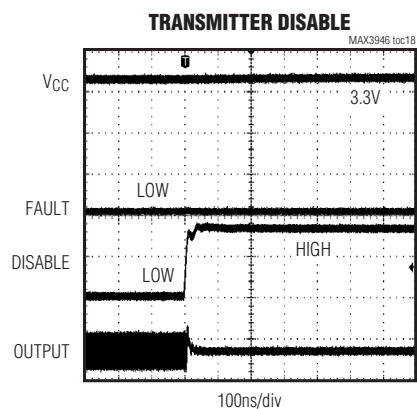 TRANSMITTER DISABLE
MAX3946 toc18
VCC
3.3V
T
LOW
FAULT
HIGH
DISABLE
LOW
OUTPUT
100ns/div